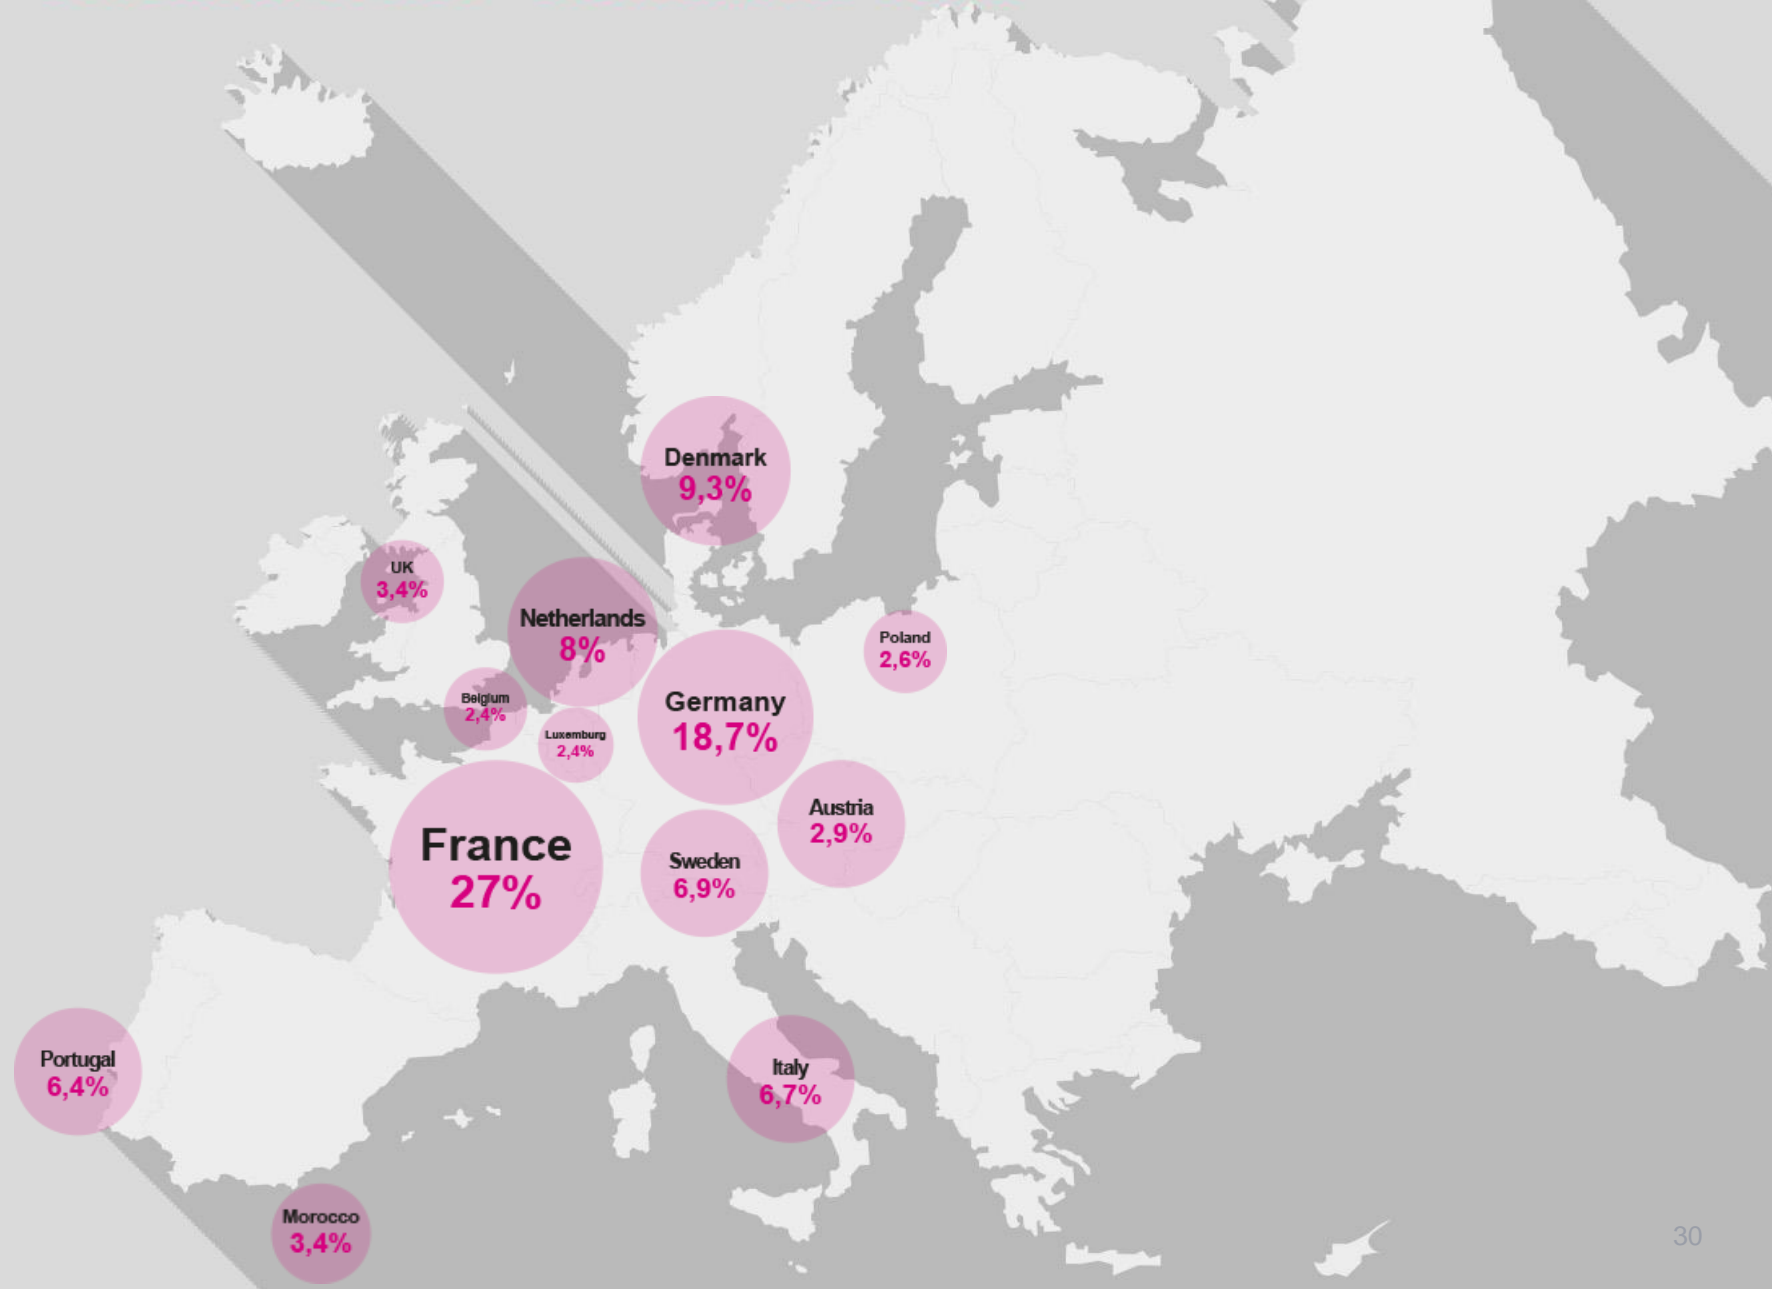 Denmark
9,3%
UK
3,4%
Netherlands
8%
Poland
2,6%
Belgium
2,4%
Germany
18,7%
Luxemburg
2,4%
Austria
2,9%
France
27%
Sweden
6,9%
Portugal
6,4%
Italy
6,7%
Morocco
3,4%
30